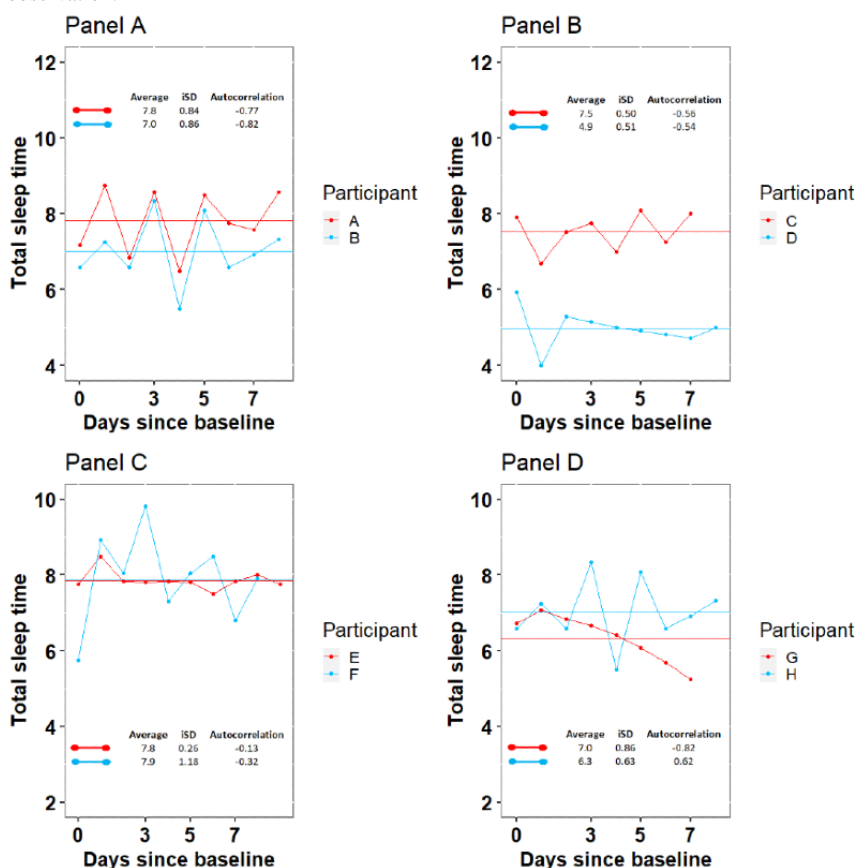 Panel A
12
10
8
6
4
Total sleep time
Average iSD Autocorrelation
7.8 0.84 -0.77
7.0 0.86 -0.82
Participant
A
B
0 3 5 7
Days since baseline
Panel B
12
10
8
6
4
Total sleep time
Average iSD Autocorrelation
7.5 0.50 -0.56
4.9 0.51 -0.54
Participant
C
D
0 3 5 7
Days since baseline
Panel C
10
8
6
4
2
Total sleep time
Participant
E
F
Average iSD Autocorrelation
7.8 0.26 -0.13
7.9 1.18 -0.32
0 3 5 7
Days since baseline
Panel D
10
8
6
4
2
Total sleep time
Participant
G
H
Average iSD Autocorrelation
7.0 0.86 -0.82
6.3 0.63 0.62
0 3 5 7
Days since baseline